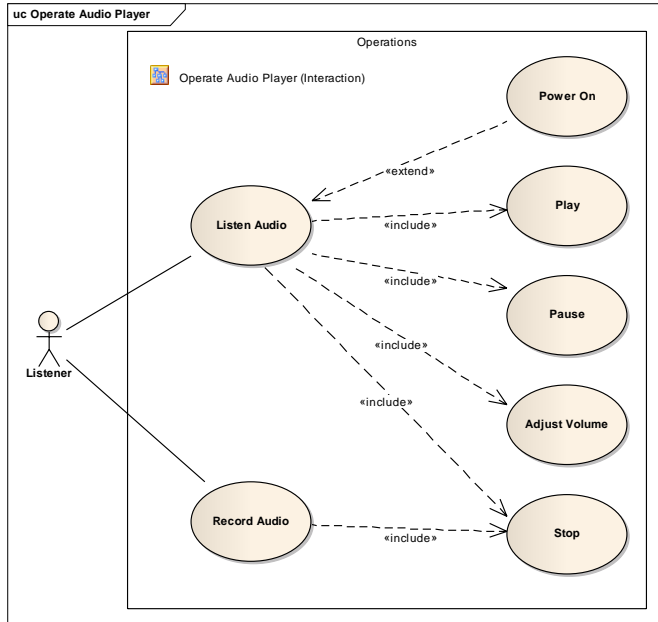 uc Operate Audio Player
Operations
Operate Audio Player (Interaction)
Power On
«extend»
Play
Listen Audio
«include»
«include»
Pause
Listener
«include»
«include»
Adjust Volume
Record Audio
Stop
«include»